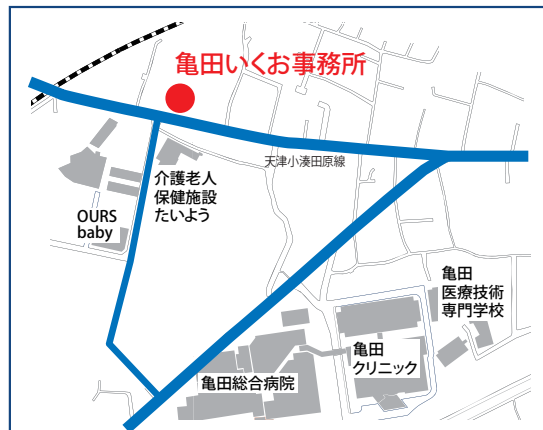 亀田いくお事務所
天津小湊田原線
介護老人
保健施設
たいよう
OURS
baby
亀田
医療技術
専門学校
亀田
クリニック
亀田総合病院